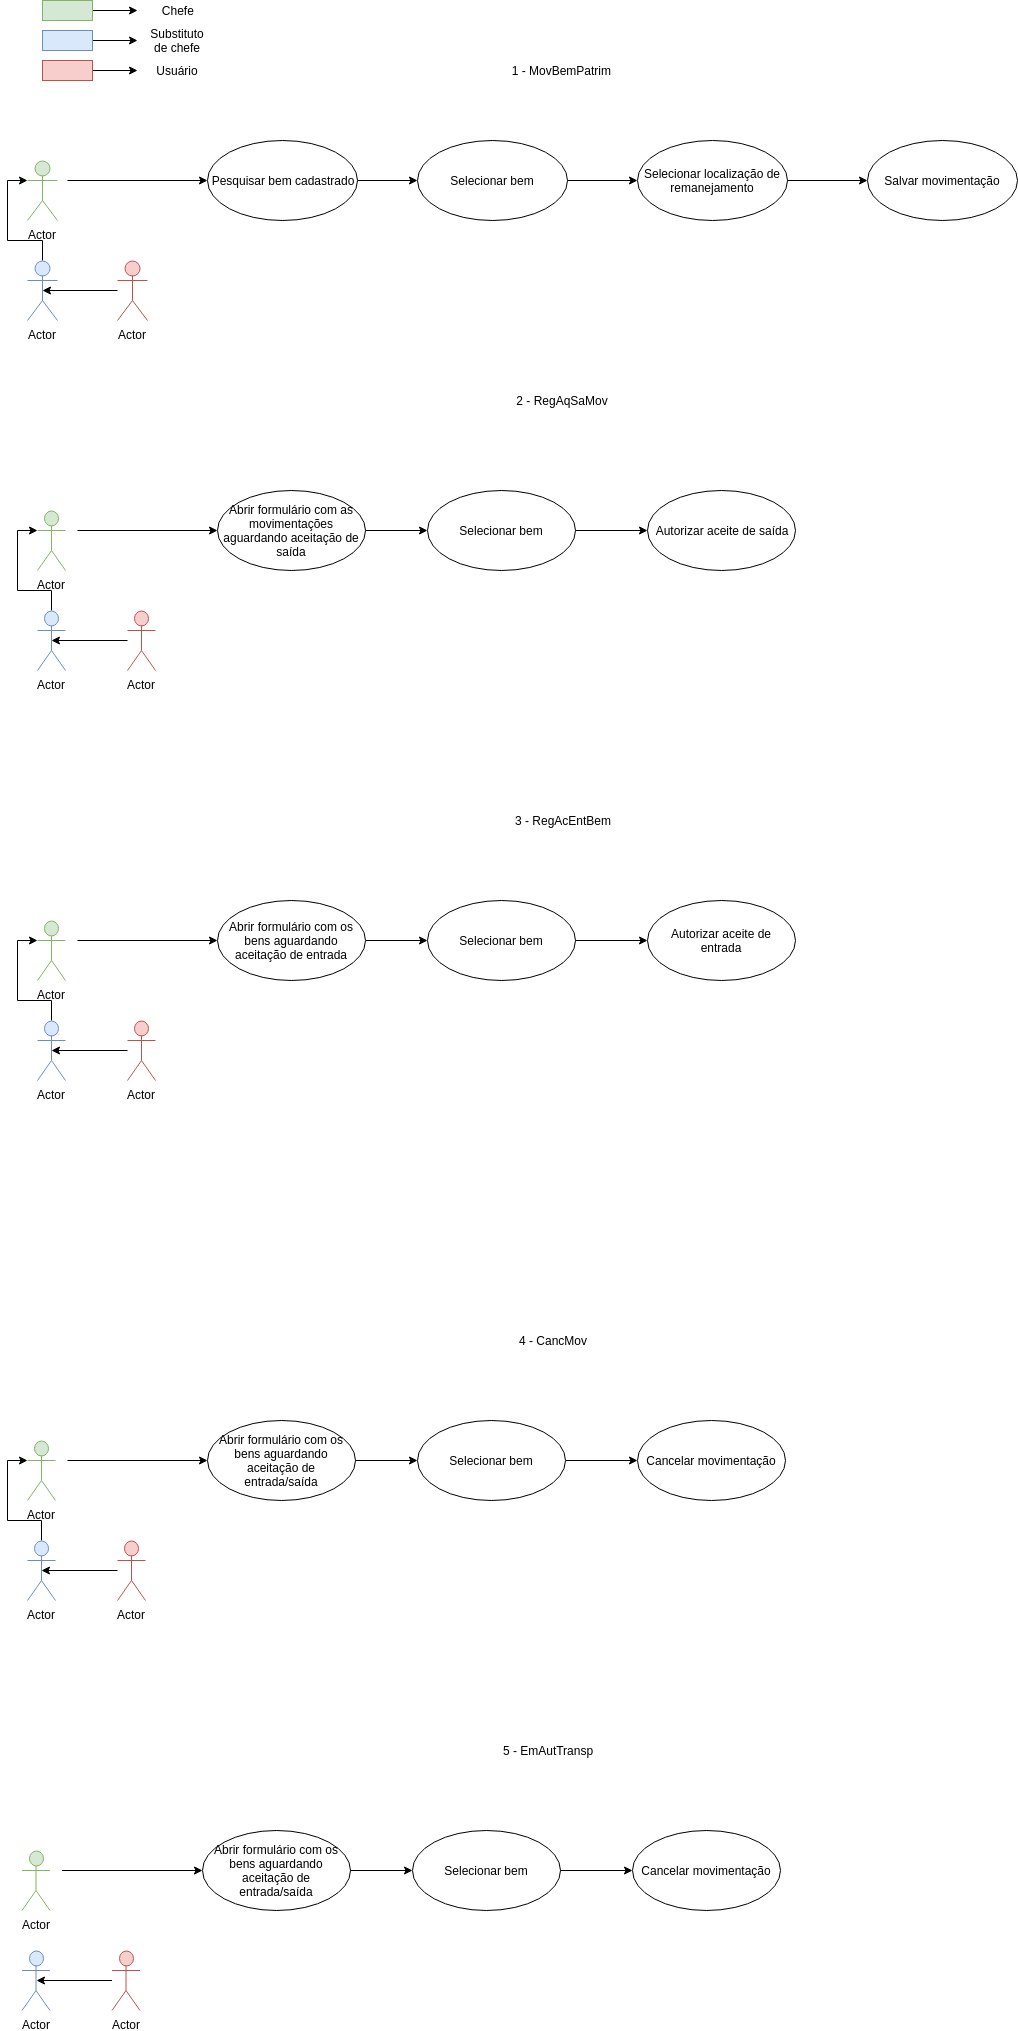 Chefe
Substituto
de chefe
Usuário
1 - MovBemPatrim
Pesquisar bem cadastrado
Selecionar bem
Selecionar localização de
remanejamento
Salvar movimentação
Actor
Actor
Actor
2 - RegAqSaMov
Abrir formulário com as
movimentações
aguardando aceitação de
saída
Selecionar bem
Autorizar aceite de saída
Actor
Actor
Actor
3 - RegAcEntBem
Abrir formulário com os
bens aguardando
aceitação de entrada
Selecionar bem
Autorizar aceite de
entrada
Actor
Actor
Actor
4 - CancMov
Abrir formulário com os
bens aguardando
aceitação de
entrada/saída
Selecionar bem
Cancelar movimentação
Actor
Actor
Actor
5 - EmAutTransp
Abrir formulário com os
bens aguardando
aceitação de
entrada/saída
Selecionar bem
Cancelar movimentação
Actor
Actor
Actor